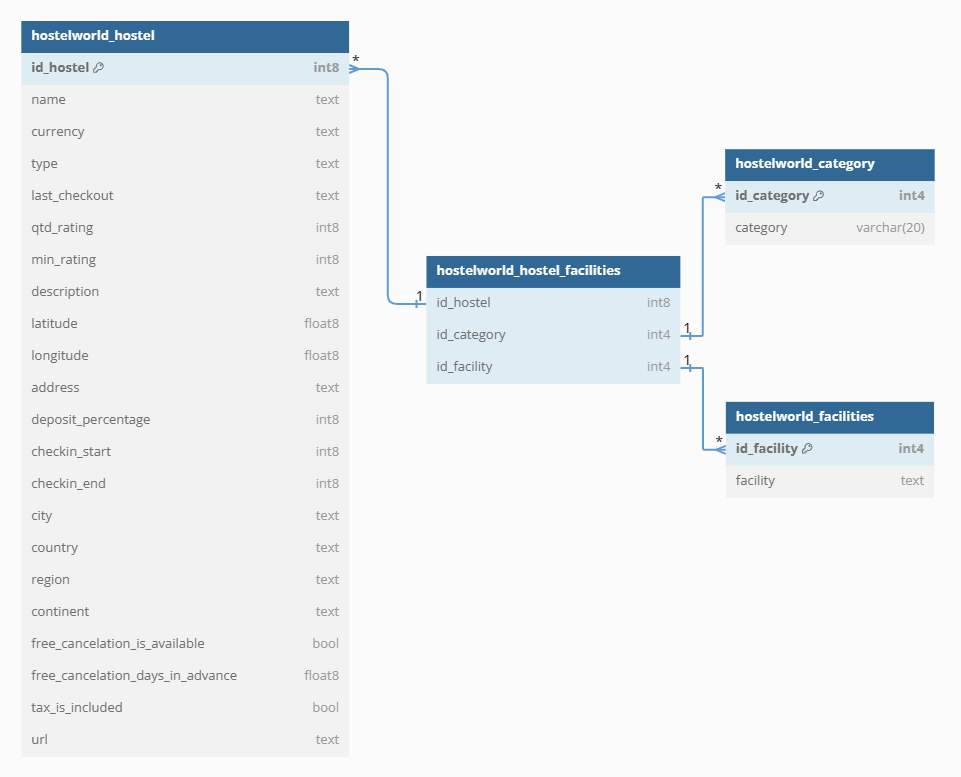 hostelworld_hostel
id_hostel int8
name text
currency text
type text
last_checkout text
qtd_rating int8
min_rating int8
description text
latitude float8
longitude float8
address text
deposit_percentage int8
checkin_start int8
checkin_end int8
city text
country text
region text
continent text
free_cancelation_is_available bool
free_cancelation_days_in_advance float8
tax_is_included bool
url text
*
1
hostelworld_hostel_facilities
id_hostel int8
id_category int4
id_facility int4
1
1
*
hostelworld_category
id_category int4
category varchar(20)
*
hostelworld_facilities
id_facility int4
facility text